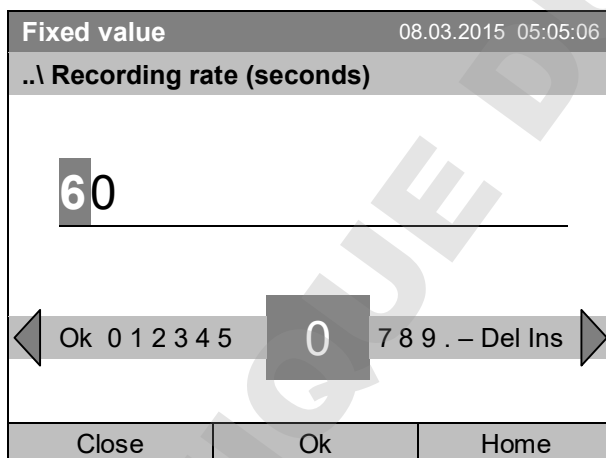 Fixed value 08.03.2015 05:05:06
..\ Recording rate (seconds)
60
Ok 0 1 2 3 4 5 0 7 8 9 . – Del Ins
Close Ok Home